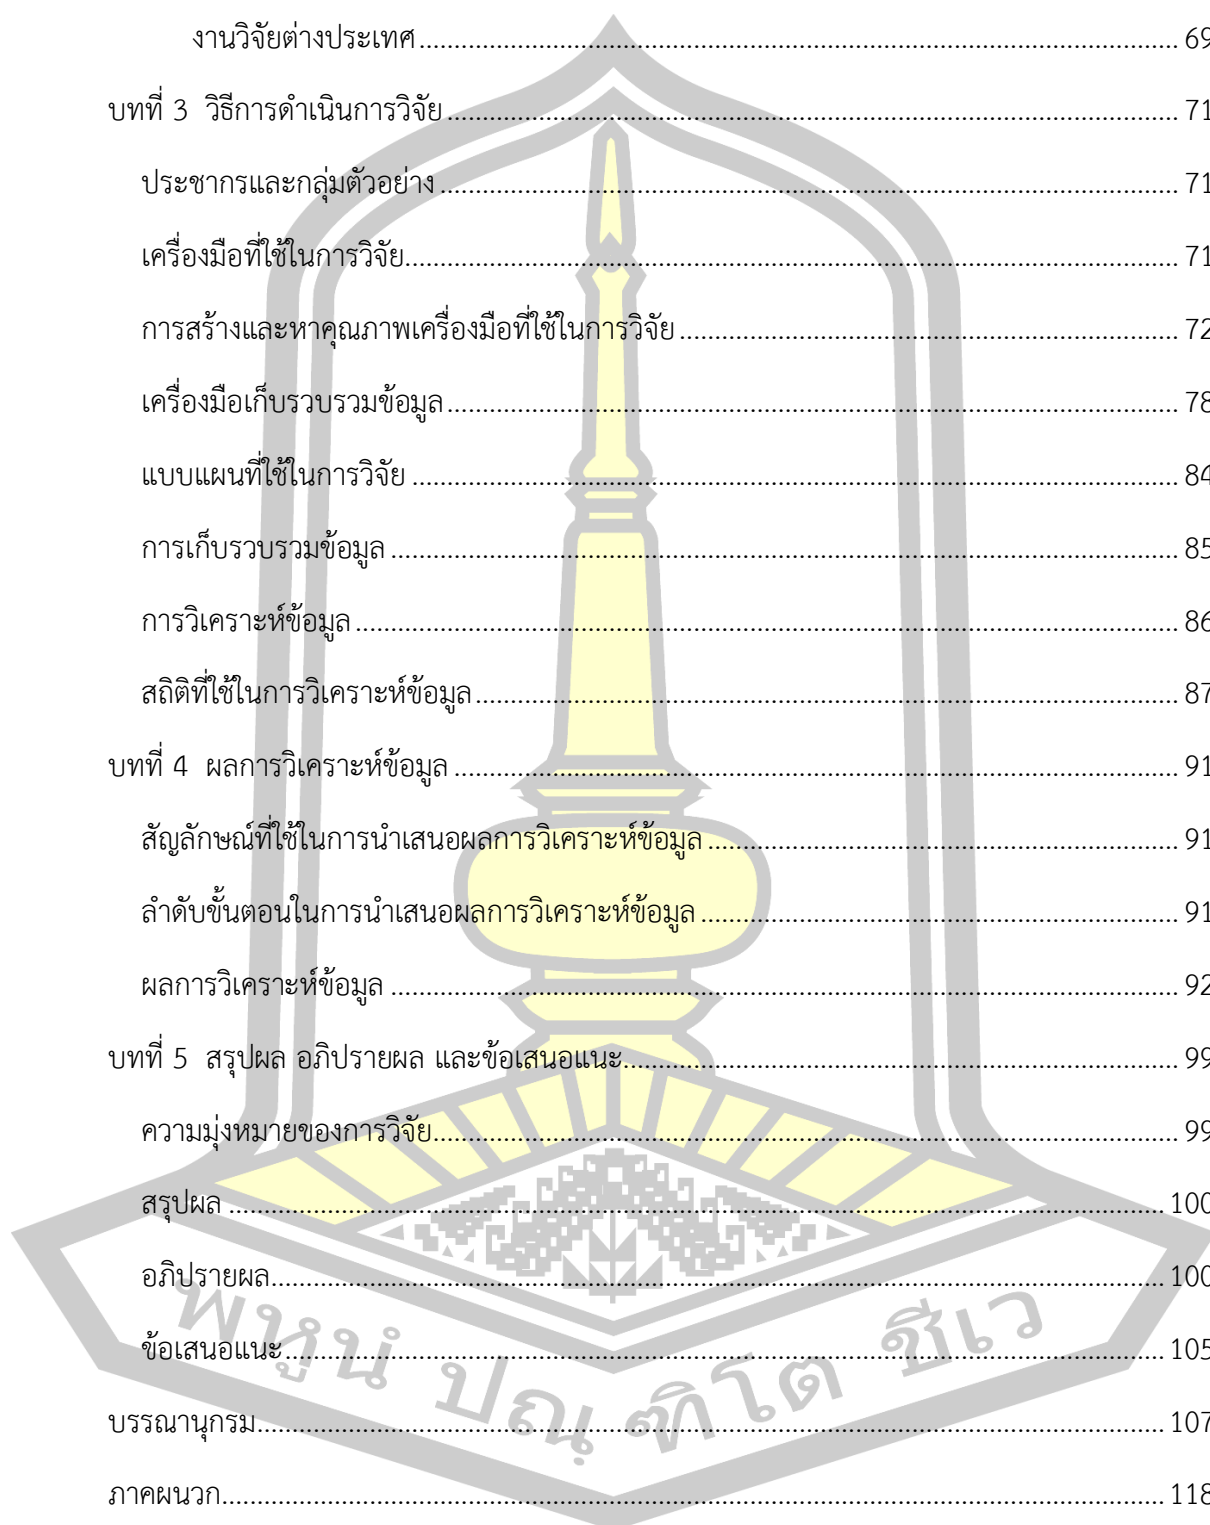 งานวิจัยต่างประเทศ.......................................................................................................... 69
บทที่ 3 วิธีการดำเนินการวิจัย.......................................................................................................... 71
ประชากรและกลุ่มตัวอย่าง.......................................................................................................... 71
เครื่องมือที่ใช้ในการวิจัย.......................................................................................................... 71
การสร้างและหาคุณภาพเครื่องมือที่ใช้ในการวิจัย.................................................................... 72
เครื่องมือเก็บรวบรวมข้อมูล.......................................................................................................... 78
แบบแผนที่ใช้ในการวิจัย.......................................................................................................... 84
การเก็บรวบรวมข้อมูล.......................................................................................................... 85
การวิเคราะห์ข้อมูล.......................................................................................................... 86
สถิติที่ใช้ในการวิเคราะห์ข้อมูล.......................................................................................................... 87
บทที่ 4 ผลการวิเคราะห์ข้อมูล.......................................................................................................... 91
สัญลักษณ์ที่ใช้ในการนำเสนอผลการวิเคราะห์ข้อมูล................................................................ 91
ลำดับขั้นตอนในการนำเสนอผลการวิเคราะห์ข้อมูล................................................................. 91
ผลการวิเคราะห์ข้อมูล.......................................................................................................... 92
บทที่ 5 สรุปผล อภิปรายผล และข้อเสนอแนะ........................................................................... 99
ความมุ่งหมายของการวิจัย.......................................................................................................... 99
สรุปผล.......................................................................................................... 100
อภิปรายผล.......................................................................................................... 100
ข้อเสนอแนะ.......................................................................................................... 105
บรรณานุกรม.......................................................................................................... 107
ภาคผนวก.......................................................................................................... 118
พหูนํ ปณฺฑิโต ชีเว